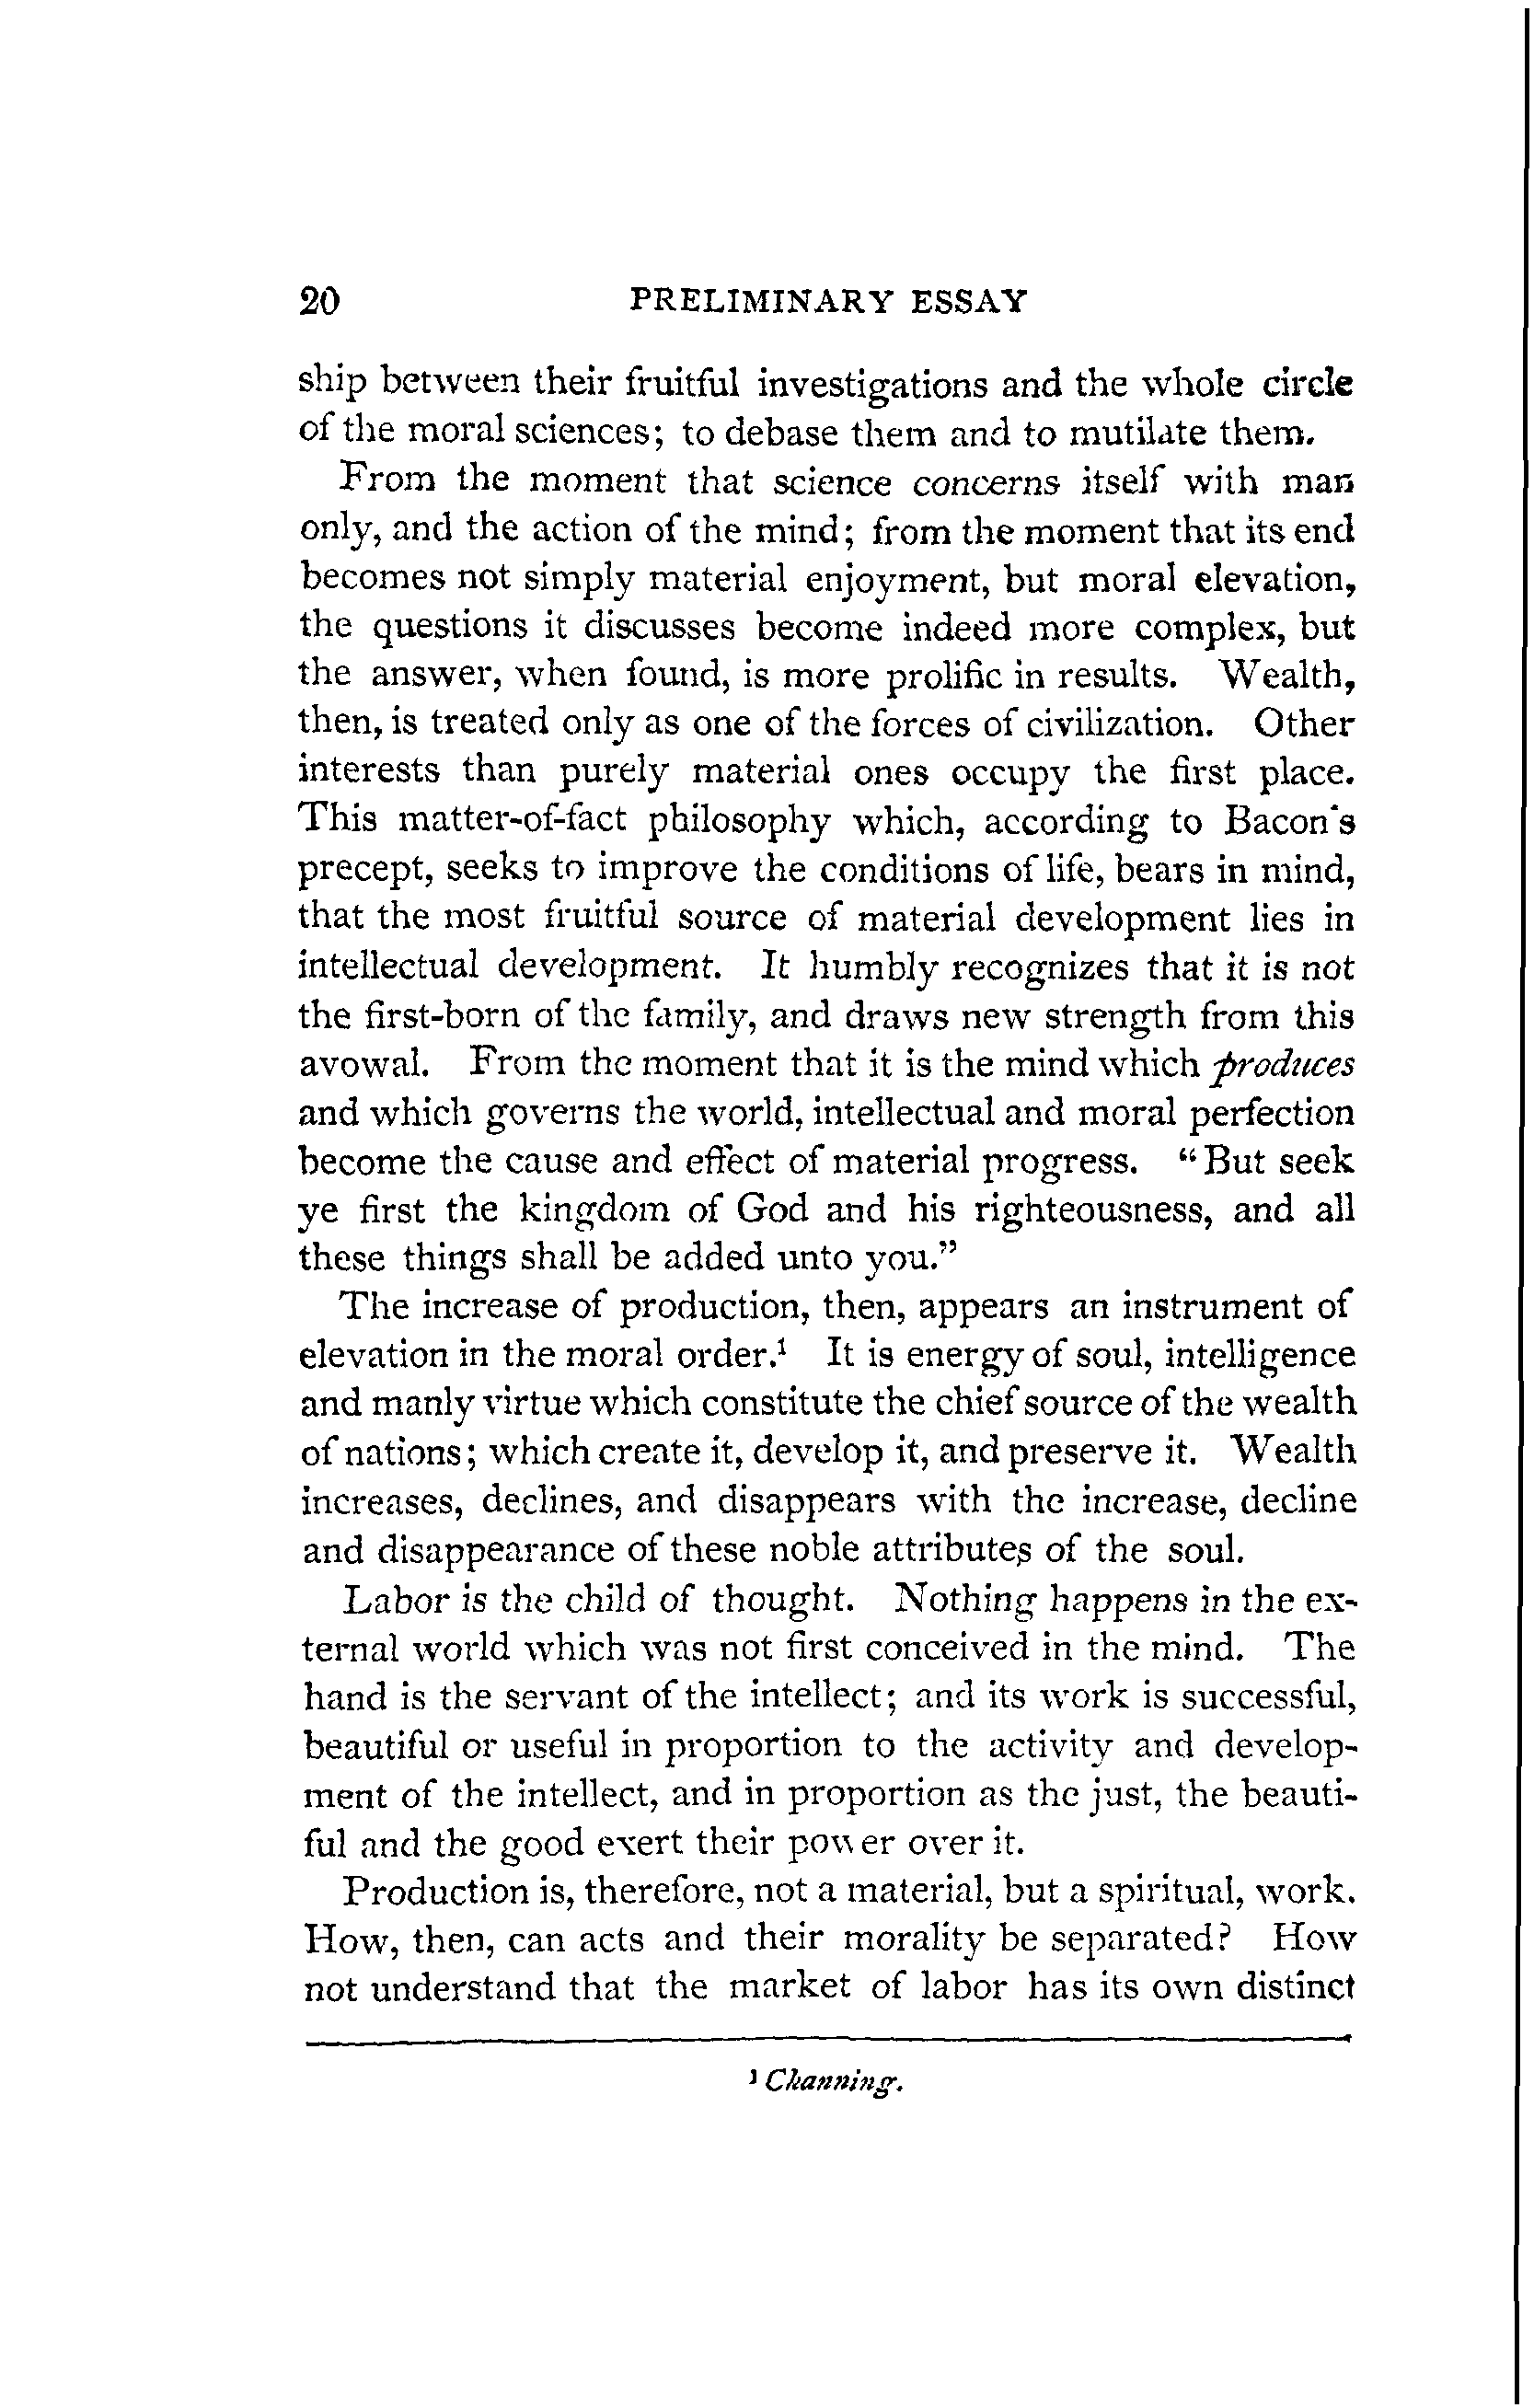 20 PRELIMINARY ESSAY
ship between their fruitful investigations and the whole circle
of the moral sciences; to debase them and to mutilate them.
From the moment that science concerns itself with man
only, and the action of the mind; from the moment that its end
becomes not simply material enjoyment, but moral elevation,
the questions it discusses become indeed more complex, but
the answer, when found, is more prolific in results. Wealth,
then, is treated only as one of the forces of civilization. Other
interests than purely material ones occupy the first place.
This matter-of-fact philosophy which, according to Bacon's
precept, seeks to improve the conditions of life, bears in mind,
that the most fruitful source of material development lies in
intellectual development. It humbly recognizes that it is not
the first-born of the family, and draws new strength from this
avowal. From the moment that it is the mind which produces
and which governs the world, intellectual and moral perfection
become the cause and effect of material progress. “But seek
ye first the kingdom of God and his righteousness, and all
these things shall be added unto you.”
The increase of production, then, appears an instrument of
elevation in the moral order.¹ It is energy of soul, intelligence
and manly virtue which constitute the chief source of the wealth
of nations; which create it, develop it, and preserve it. Wealth
increases, declines, and disappears with the increase, decline
and disappearance of these noble attributes of the soul.
Labor is the child of thought. Nothing happens in the ex-
ternal world which was not first conceived in the mind. The
hand is the servant of the intellect; and its work is successful,
beautiful or useful in proportion to the activity and develop-
ment of the intellect, and in proportion as the just, the beauti-
ful and the good exert their power over it.
Production is, therefore, not a material, but a spiritual, work.
How, then, can acts and their morality be separated? How
not understand that the market of labor has its own distinct
¹ Channing.